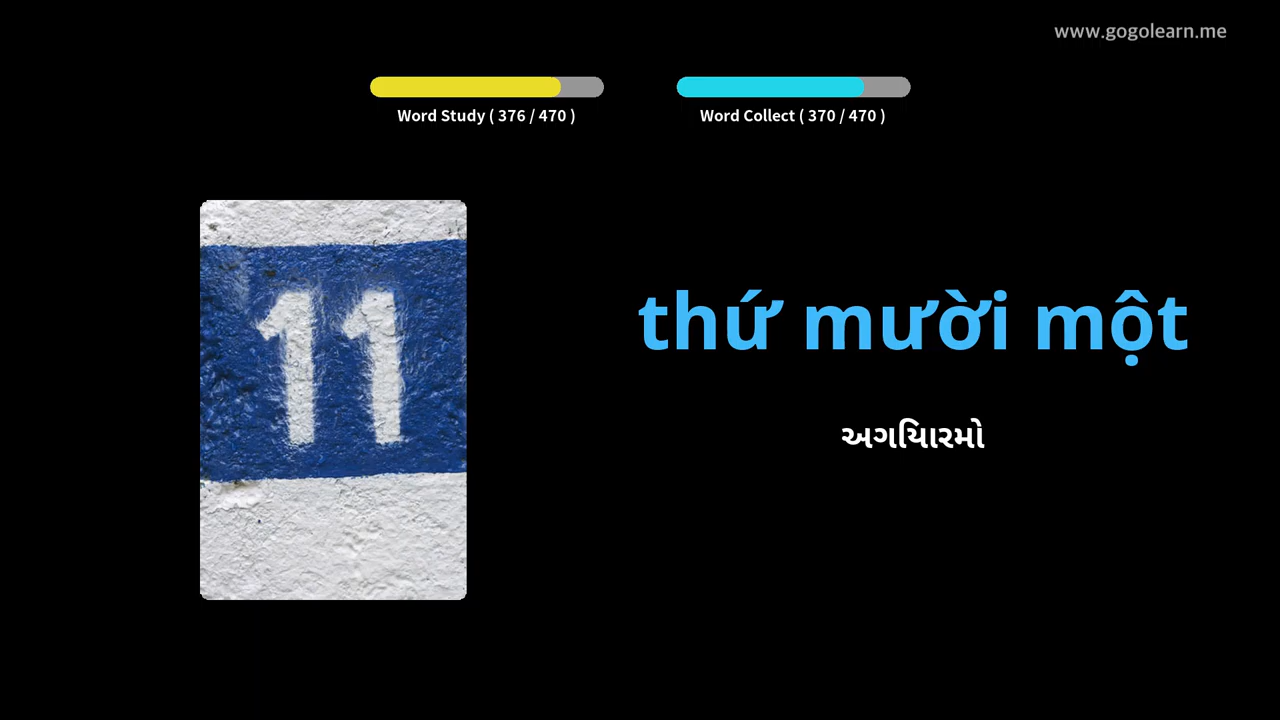 www.gogolearn.me
Word Study ( 376 / 470 )
Word Collect ( 370 / 470 )
11
thứ mười một
અગિયારમો